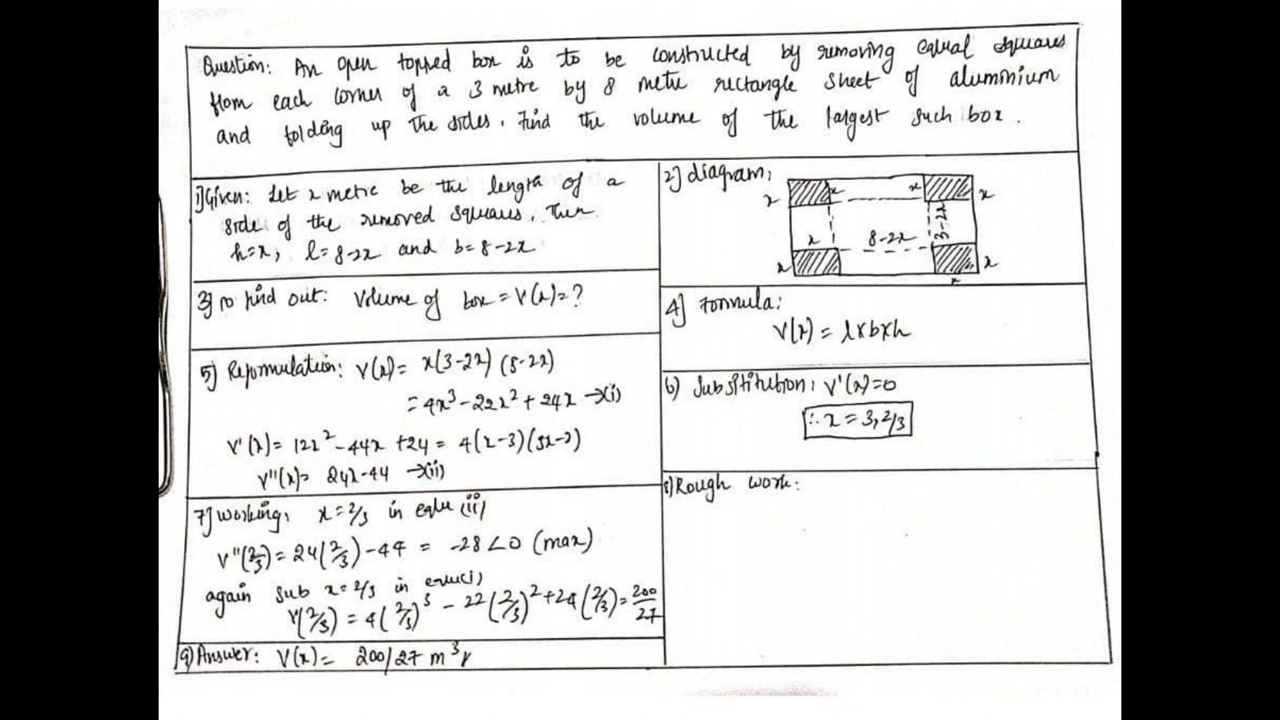 Question: An open topped box is to be constructed by removing equal squares
from each corner of a 3 metre by 8 metre rectangle sheet of aluminium
and folding up the sides. Find the volume of the largest such box.
1) Given: Let x metre be the length of a
side of the removed squares, then
h=x, l=8-2x and b=8-2x
2] diagram:
x x x x
x 8-2x 3-2x
x x x
3) To find out: Volume of box = V(x)=?
4] Formula:
V(x) = l×b×h
5) Reformulation: V(x) = x(3-2x) (8-2x)
= 4x³ - 22x² + 24x →(i)
V'(x) = 12x² - 44x + 24 = 4(x-3)(3x-2)
V''(x)= 24x-44 →(ii)
6) Substitution: V'(x)=0
∴ x = 3, 2/3
7] Working: x=2/3 in equ (ii)
V''(2/3) = 24(2/3) - 44 = -28 < 0 (max)
again sub x=2/3 in
V(2/3) = 4(2/3)³ - 22(2/3)² + 24(2/3) = 200/27
8) Rough work:
9) Answer: V(x) = 200/27 m³